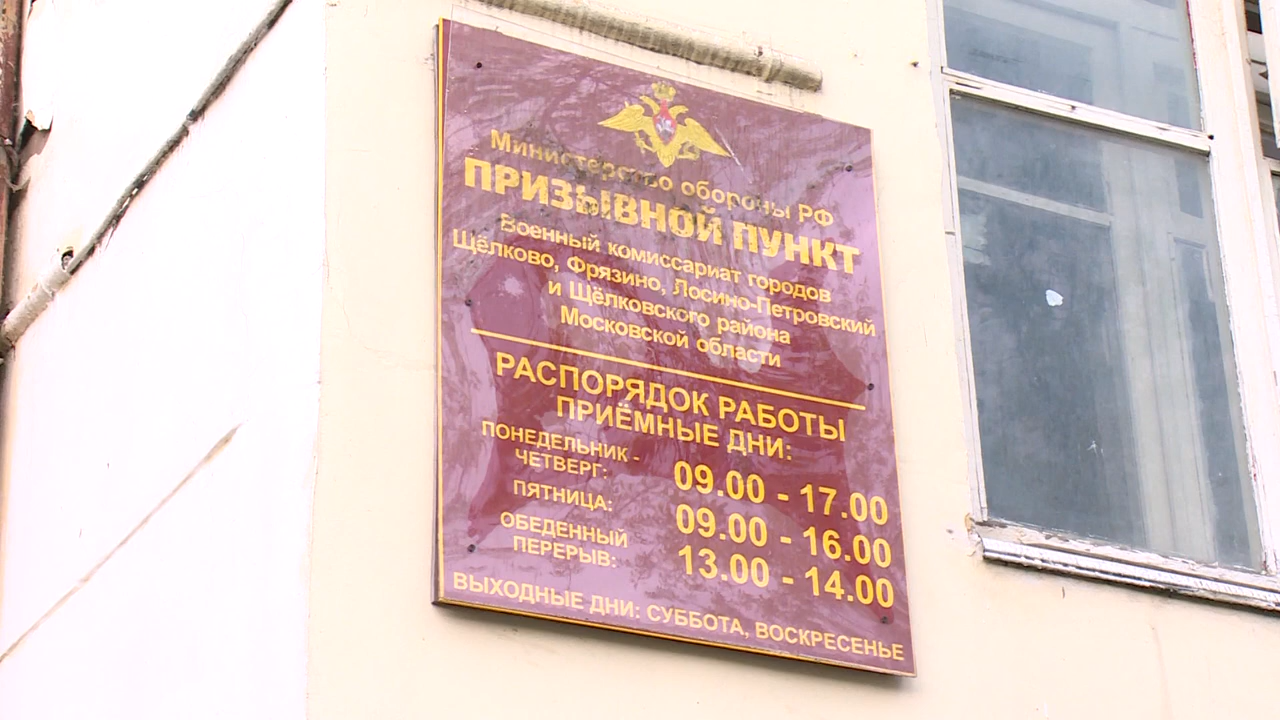 Министерство обороны РФ
ПРИЗЫВНОЙ ПУНКТ
Военный комиссариат городов
Щёлково, Фрязино, Лосино-Петровский
и Щёлковского района
Московской области
РАСПОРЯДОК РАБОТЫ
ПРИЁМНЫЕ ДНИ:
ПОНЕДЕЛЬНИК -
ЧЕТВЕРГ: 09.00 - 17.00
ПЯТНИЦА: 09.00 - 16.00
ОБЕДЕННЫЙ
ПЕРЕРЫВ: 13.00 - 14.00
ВЫХОДНЫЕ ДНИ: СУББОТА, ВОСКРЕСЕНЬЕ